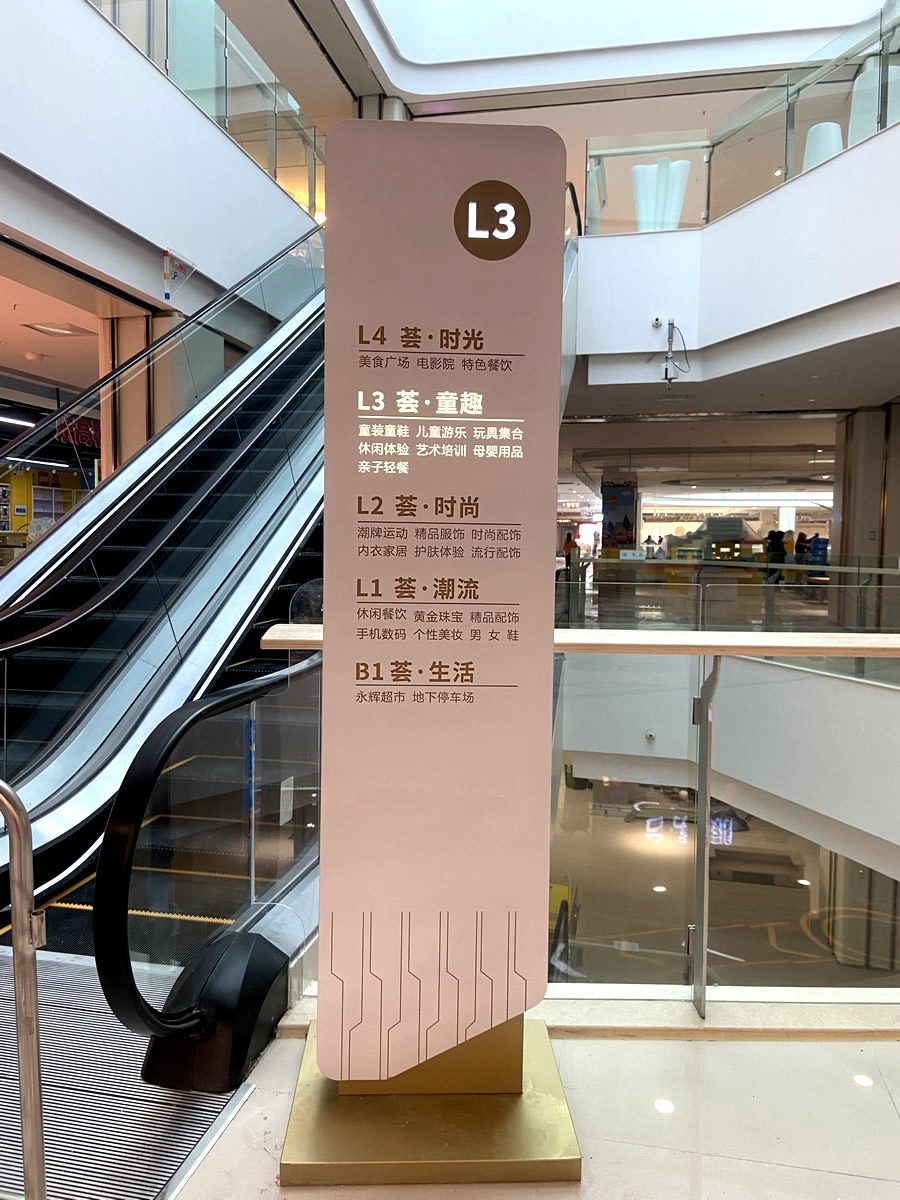 L3
L4 荟·时光
美食广场 电影院 特色餐饮
L3 荟·童趣
童装童鞋 儿童游乐 玩具集合
休闲体验 艺术培训 母婴用品
亲子轻餐
L2 荟·时尚
潮牌运动 精品服饰 时尚配饰
内衣家居 护肤体验 流行配饰
L1 荟·潮流
休闲餐饮 黄金珠宝 精品配饰
手机数码 个性美妆 男 女 鞋
B1 荟·生活
永辉超市 地下停车场